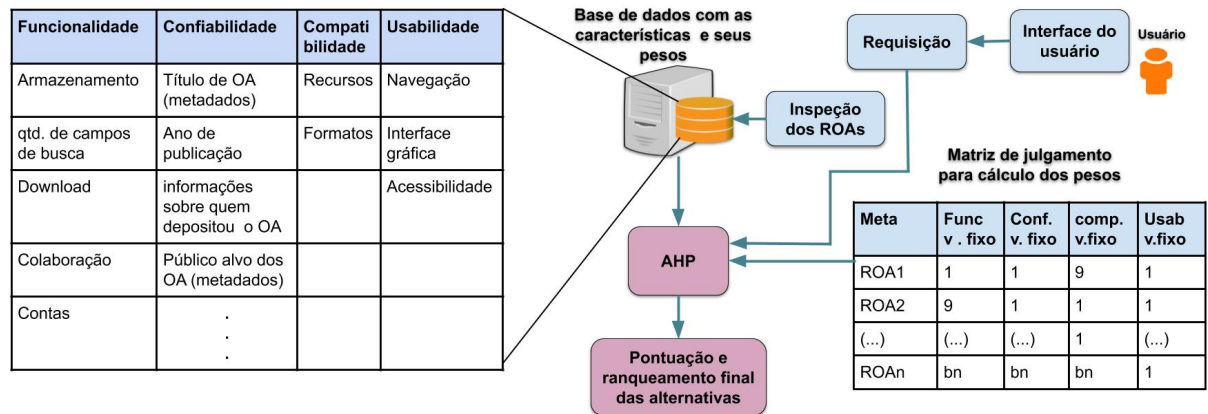 Funcionalidade
Confiabilidade
Compati
bilidade
Usabilidade
Armazenamento
Título de OA
(metadados)
Recursos
Navegação
qtd. de campos
de busca
Ano de
publicação
Formatos
Interface
gráfica
Download
informações
sobre quem
depositou o OA
Acessibilidade
Colaboração
Público alvo dos
OA (metadados)
Contas
.
.
.
Base de dados com as
características e seus
pesos
Inspeção
dos ROAs
Requisição
Interface do
usuário
Usuário
AHP
Pontuação e
ranqueamento final
das alternativas
Matriz de julgamento
para cálculo dos pesos
Meta
Func
v . fixo
Conf.
v. fixo
comp.
v.fixo
Usab
v.fixo
ROA1
1
1
9
1
ROA2
9
1
1
1
(...)
(...)
(...)
1
(...)
ROAn
bn
bn
bn
1